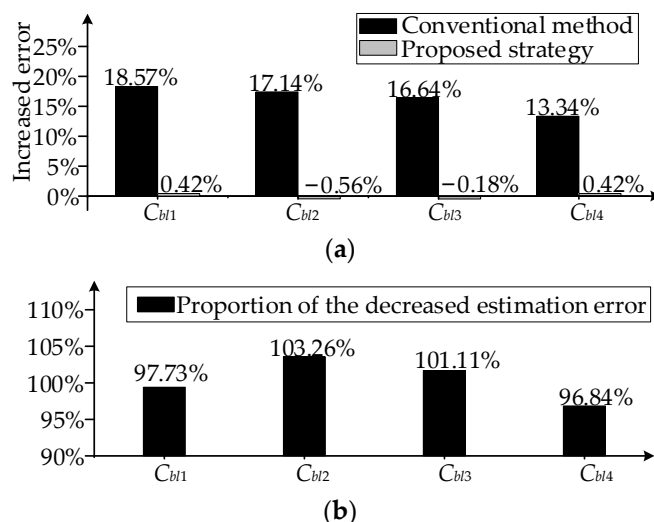 (a)
Conventional method
Proposed strategy
Increased error
25%
20%
15%
10%
5%
0%
18.57% 17.14% 16.64% 13.34%
0.42% −0.56% −0.18% 0.42%
Cbl1 Cbl2 Cbl3 Cbl4
(a)
Proportion of the decreased estimation error
110%
105%
100%
95%
90%
97.73% 103.26% 101.11% 96.84%
Cbl1 Cbl2 Cbl3 Cbl4
(b)